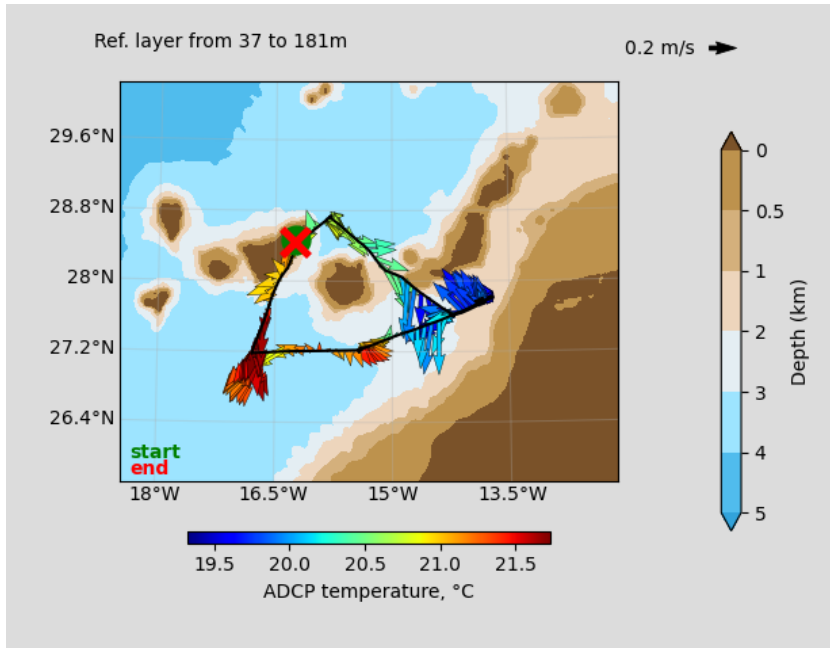 Ref. layer from 37 to 181m
0.2 m/s
29.6°N
28.8°N
28°N
27.2°N
26.4°N
start
end
18°W 16.5°W 15°W 13.5°W
0
0.5
1
2
3
4
5
Depth (km)
19.5 20.0 20.5 21.0 21.5
ADCP temperature, °C